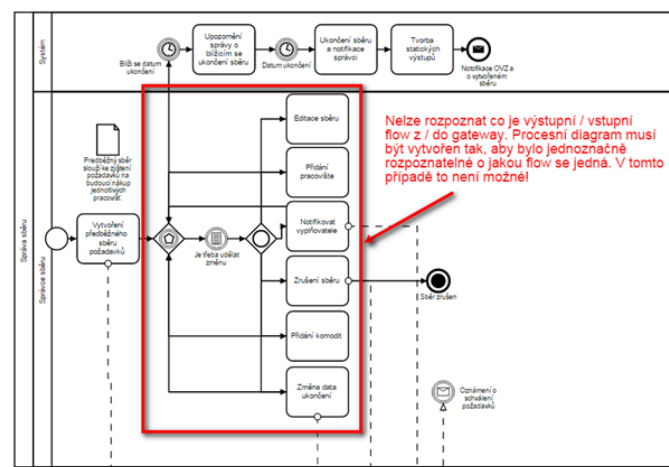 Správa sběru
Systém
Blíží se datum
ukončení
Upozornění
správy o
blížícím se
ukončení sběru
Datum ukončení
Ukončení sběru
a notifikace
správci
Tvorba
statických
výstupů
Notifikace OVZ a
o vytvořeném
sběru
Správce sběru
Předběžný sběr
slouží ke zjištění
požadavků na
budoucí nákup
jednotlivých
pracovišť.
Vytvoření
předběžného
sběru
požadavků
Je třeba udělat
změnu
Editace sběru
Přidání
pracoviště
Notifikovat
vyplňovatele
Zrušení sběru
Přidání komodit
Změna data
ukončení
Sběr zrušen
Oznámení o
schválení
požadavků
Nelze rozpoznat co je výstupní / vstupní
flow z / do gateway. Procesní diagram musí
být vytvořen tak, aby bylo jednoznačně
rozpoznatelné o jakou flow se jedná. V tomto
případě to není možné!